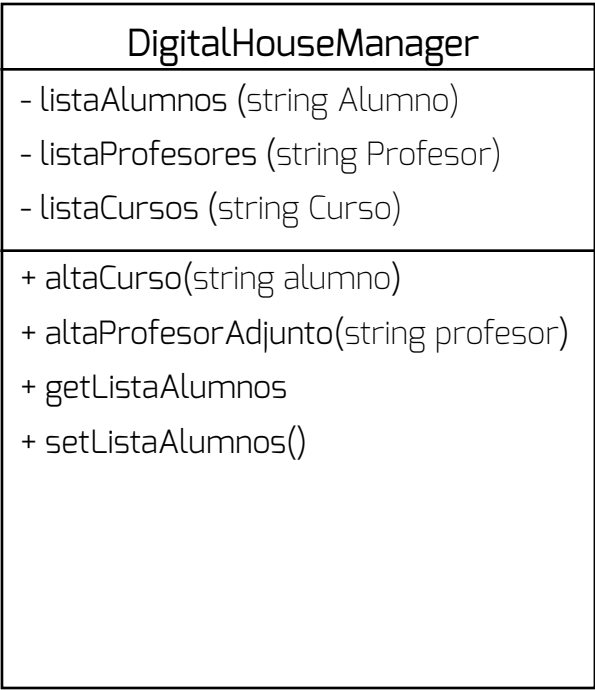 DigitalHouseManager
- listaAlumnos (string Alumno)
- listaProfesores (string Profesor)
- listaCursos (string Curso)
+ altaCurso(string alumno)
+ altaProfesorAdjunto(string profesor)
+ getListaAlumnos
+ setListaAlumnos()